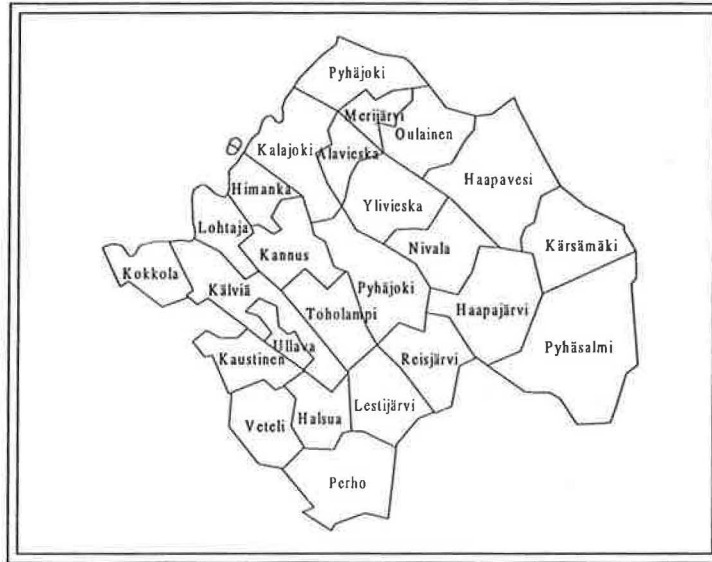 Pyhäjoki
Merijärvi
Oulainen
Kalajoki
Alavieska
Haapavesi
Himanka
Ylivieska
Lohtaja
Nivala
Kärsämäki
Kannus
Kokkola
Kälviä
Pyhäjoki
Haapajärvi
Toholampi
Ullava
Pyhäsalmi
Kaustinen
Reisjärvi
Lestijärvi
Halsua
Veteli
Perho